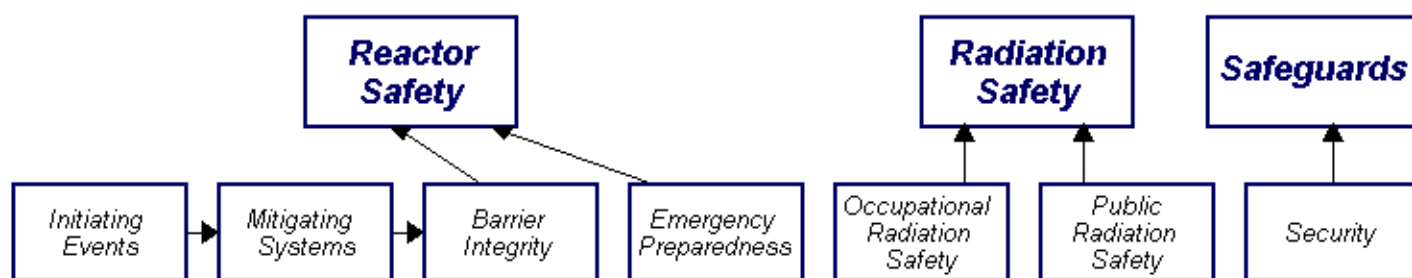 Reactor
Safety
Radiation
Safety
Safeguards
Initiating
Events
Mitigating
Systems
Barrier
Integrity
Emergency
Preparedness
Occupational
Radiation
Safety
Public
Radiation
Safety
Security